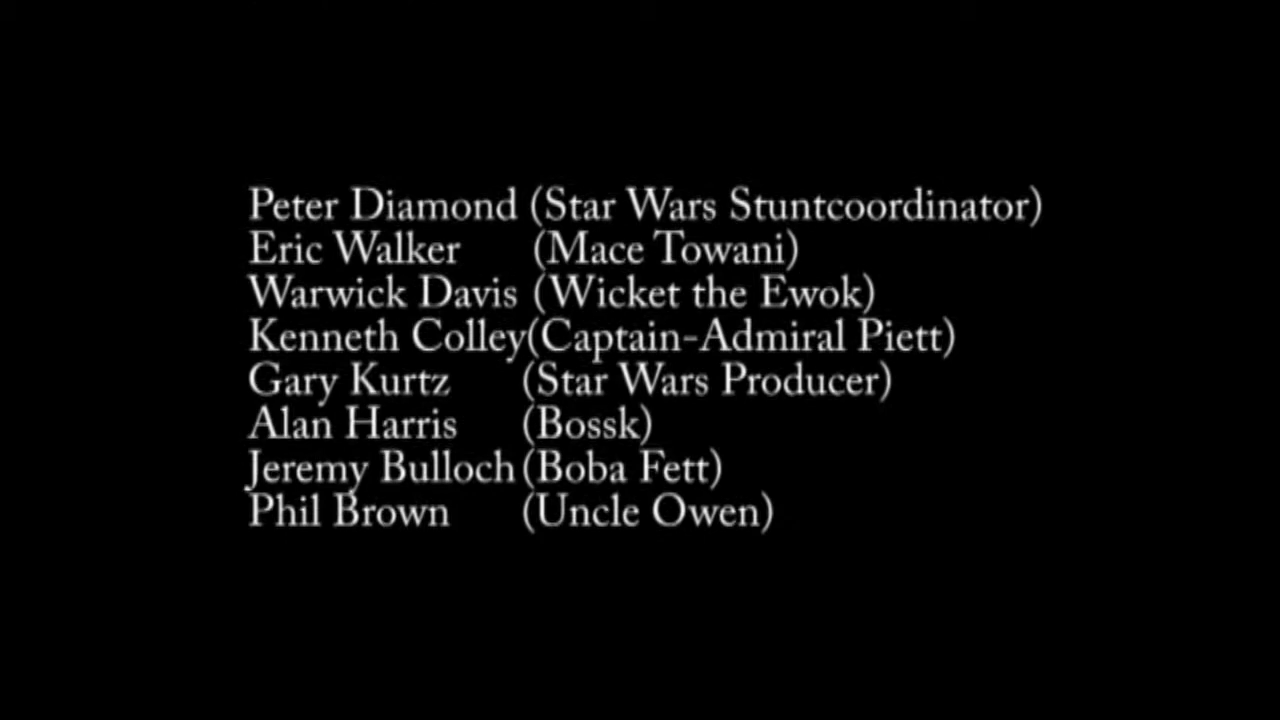 Peter Diamond (Star Wars Stuntcoordinator)
Eric Walker (Mace Towani)
Warwick Davis (Wicket the Ewok)
Kenneth Colley(Captain-Admiral Piett)
Gary Kurtz (Star Wars Producer)
Alan Harris (Bossk)
Jeremy Bulloch (Boba Fett)
Phil Brown (Uncle Owen)